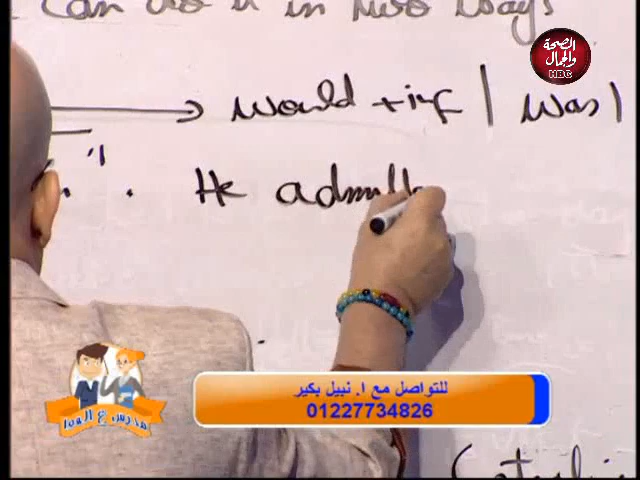 can do it in two ways
الصحة
والجمال
HBC
would + inf | was |
He admitt
للتواصل مع ا. نبيل بكير
01227734826
مدرس ع الهوا